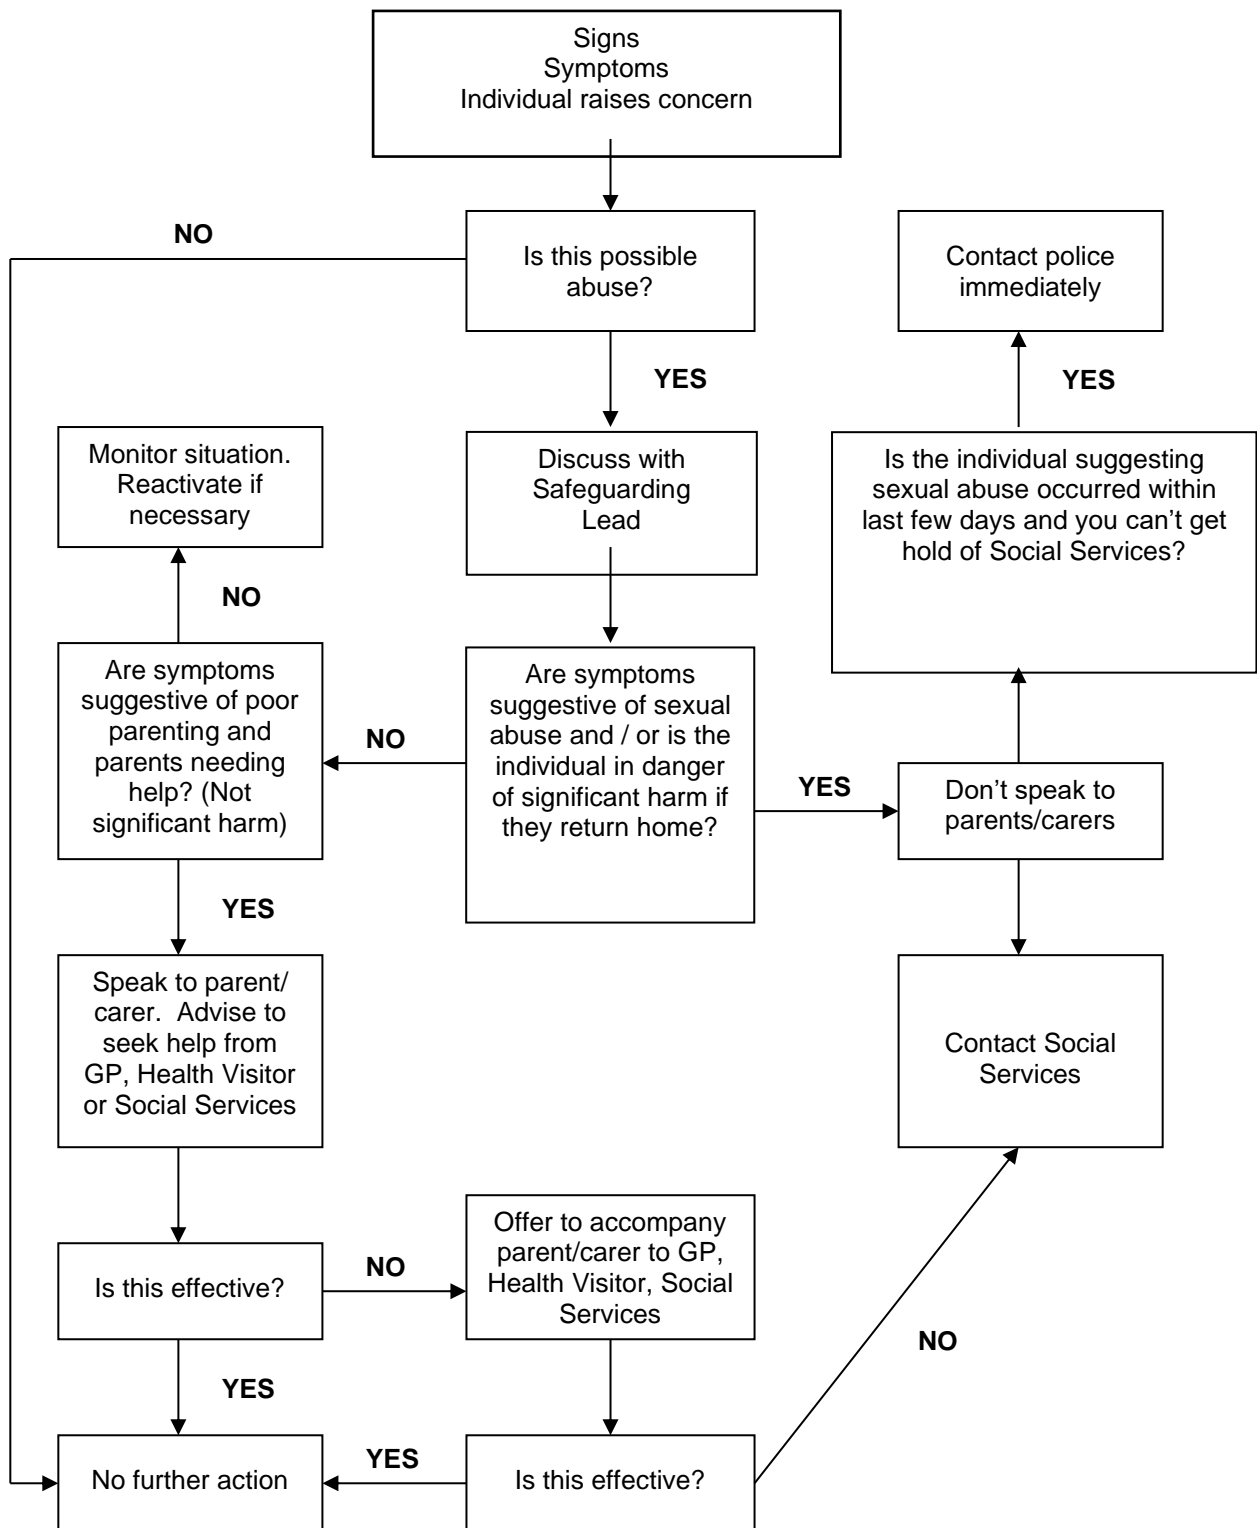 Signs
Symptoms
Individual raises concern
NO
Is this possible
abuse?
Contact police
immediately
YES
YES
Monitor situation.
Reactivate if
necessary
Discuss with
Safeguarding
Lead
Is the individual suggesting
sexual abuse occurred within
last few days and you can’t get
hold of Social Services?
NO
Are symptoms
suggestive of poor
parenting and
parents needing
help? (Not
significant harm)
NO
Are symptoms
suggestive of sexual
abuse and / or is the
individual in danger
of significant harm if
they return home?
YES
Don’t speak to
parents/carers
YES
Speak to parent/
carer.  Advise to
seek help from
GP, Health Visitor
or Social Services
Contact Social
Services
Is this effective?
NO
Offer to accompany
parent/carer to GP,
Health Visitor, Social
Services
NO
YES
No further action
YES
Is this effective?